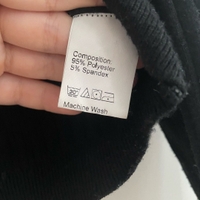 Composition
95% Polyester
5% Spandex
Machine Wash